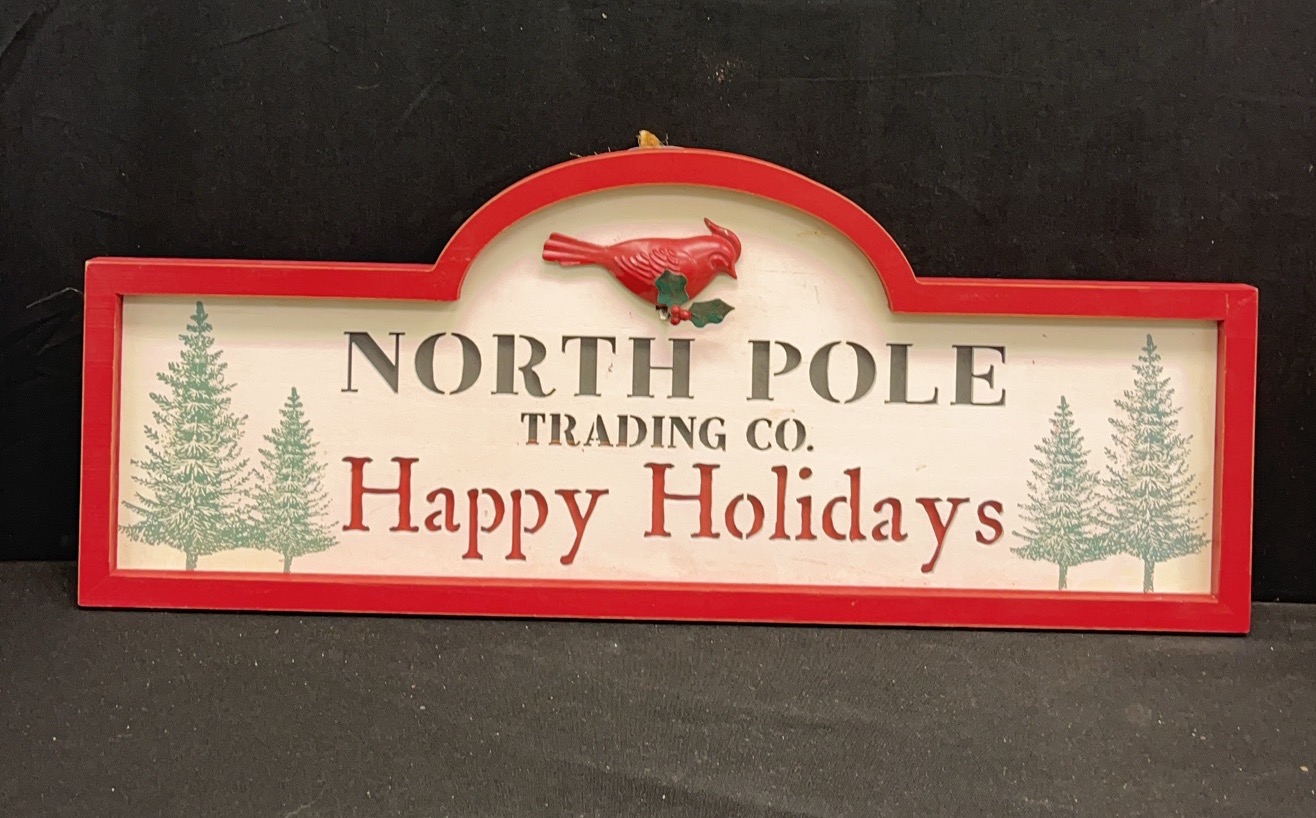 NORTH POLE
TRADING CO.
Happy Holidays